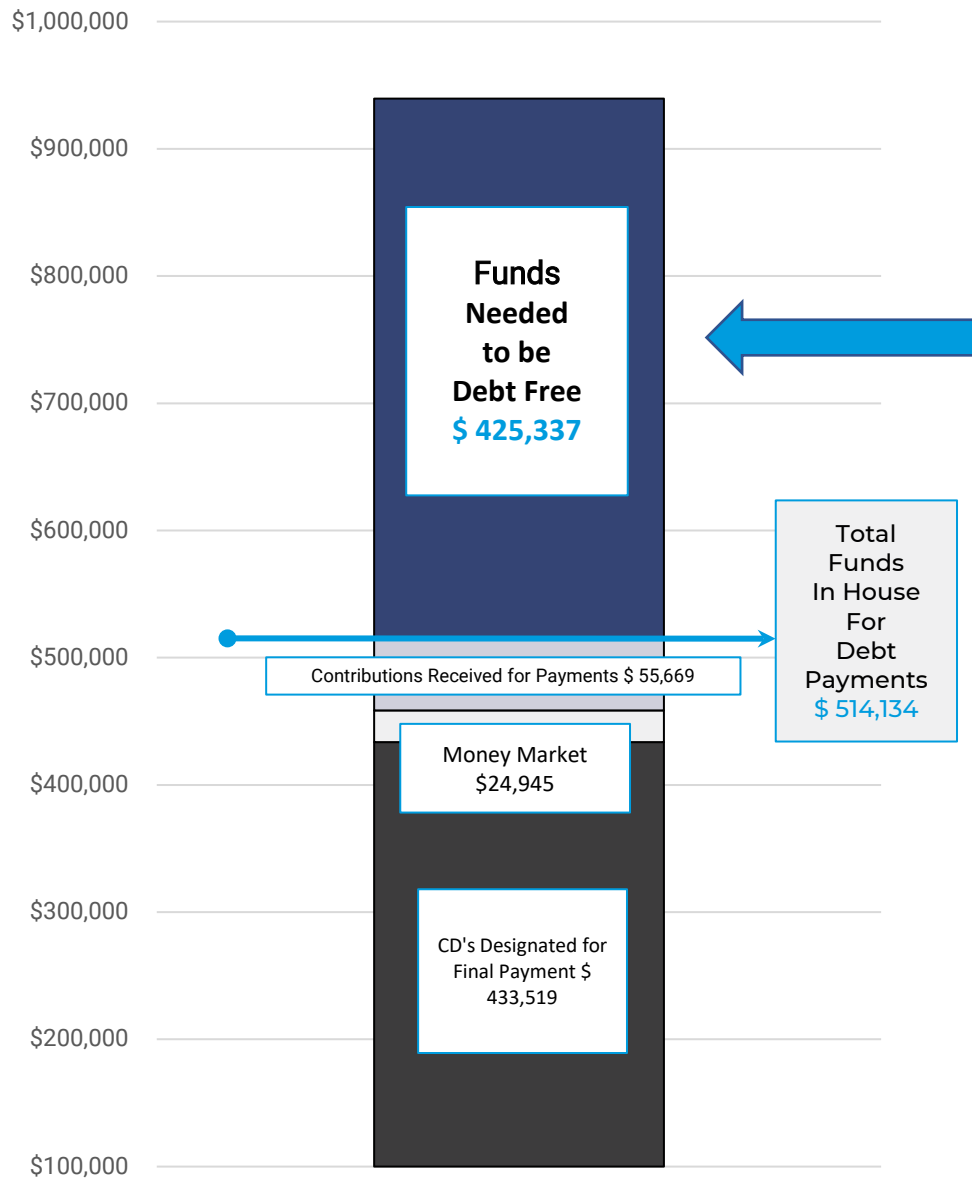 $1,000,000
$900,000
$800,000
$700,000
$600,000
$500,000
$400,000
$300,000
$200,000
$100,000
Funds
Needed
to be
Debt Free
$ 425,337
Total
Funds
In House
For
Debt
Payments
$ 514,134
Contributions Received for Payments $ 55,669
Money Market
$24,945
CD's Designated for
Final Payment $
433,519